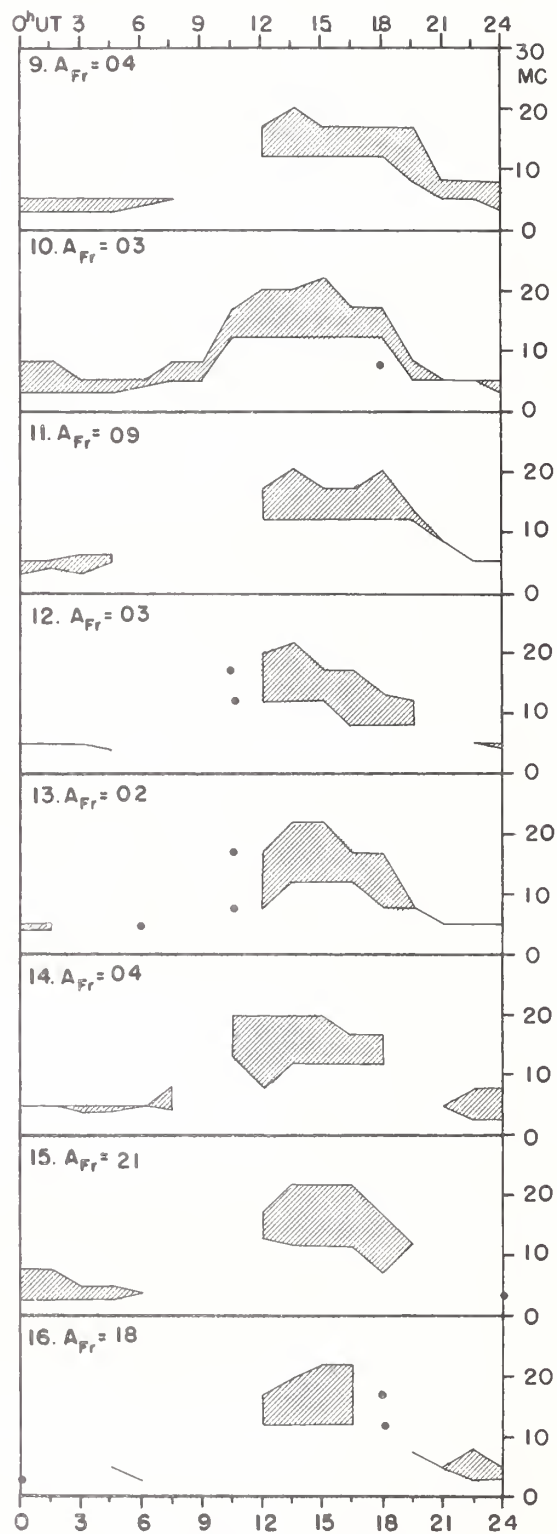 0ʰUT 3 6 9 12 15 18 21 24
30
MC
9. A_Fr = 04
20
10
0
10. A_Fr = 03
20
10
0
11. A_Fr = 09
20
10
0
12. A_Fr = 03
20
10
0
13. A_Fr = 02
20
10
0
14. A_Fr = 04
20
10
0
15. A_Fr = 21
20
10
0
16. A_Fr = 18
20
10
0
0 3 6 9 12 15 18 21 24